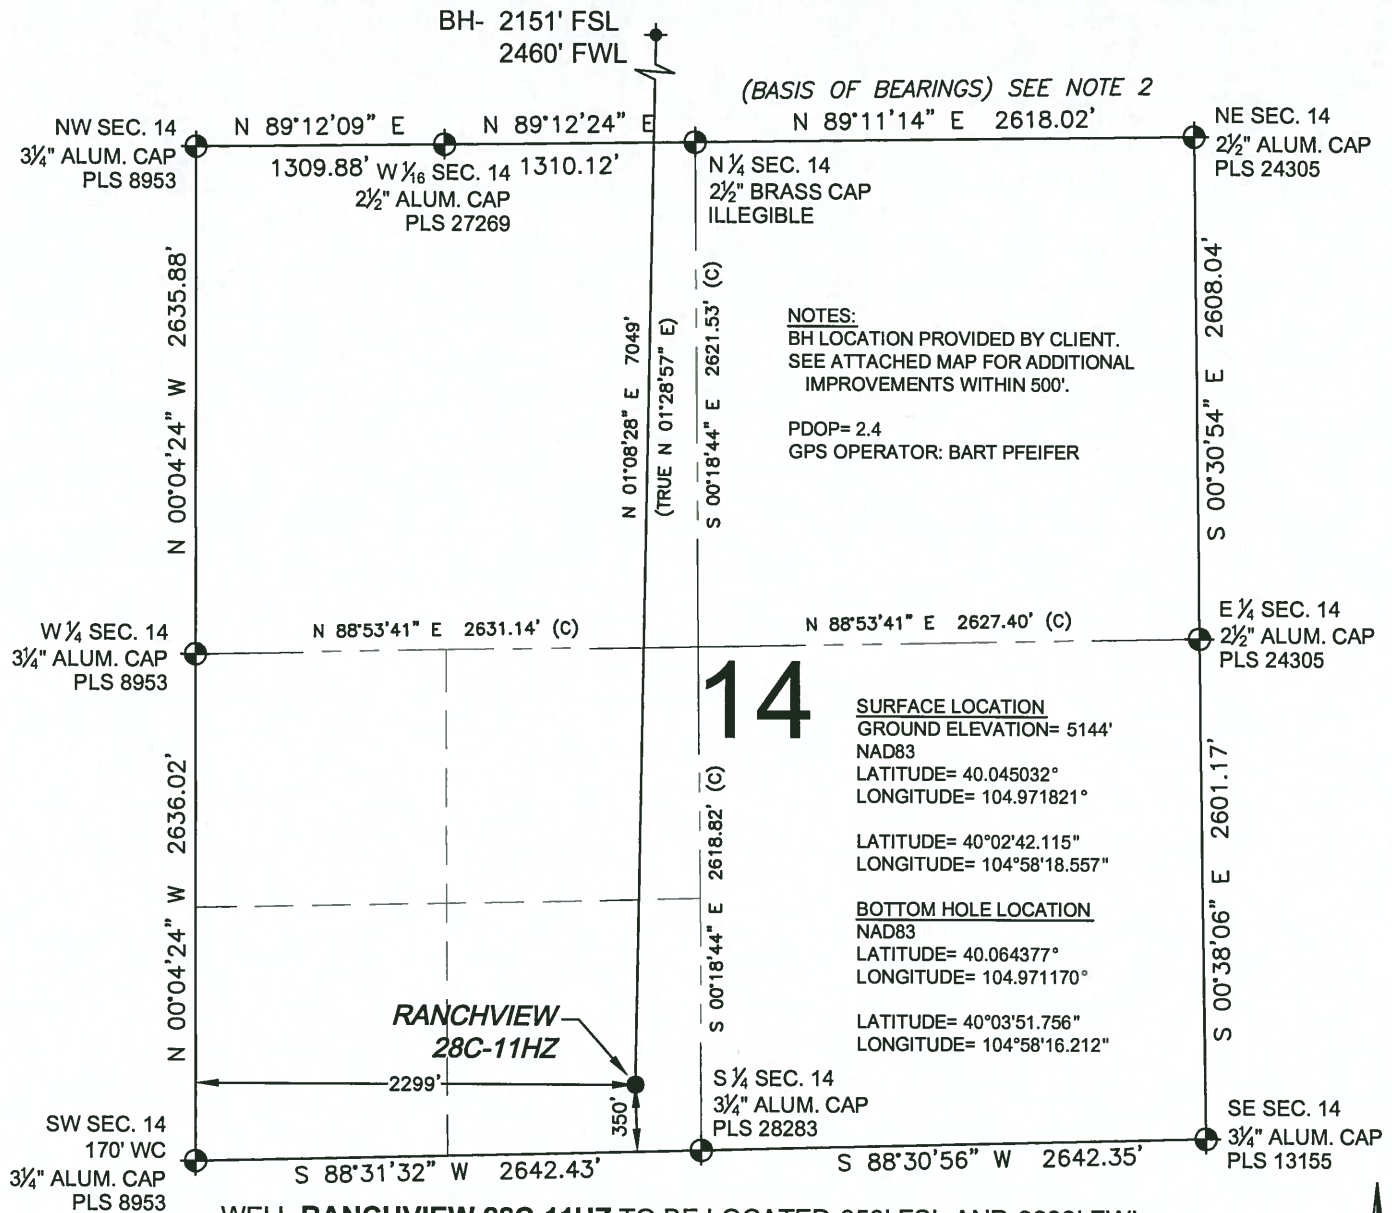 BH- 2151' FSL
2460' FWL
(BASIS OF BEARINGS) SEE NOTE 2
NW SEC. 14
3¼" ALUM. CAP
PLS 8953
N 89°12'09" E
1309.88'
W 1⁄16 SEC. 14
2½" ALUM. CAP
PLS 27269
N 89°12'24" E
1310.12'
N ¼ SEC. 14
2½" BRASS CAP
ILLEGIBLE
N 89°11'14" E 2618.02'
NE SEC. 14
2½" ALUM. CAP
PLS 24305
N 00°04'24" W 2635.88'
N 01°08'28" E 7049'
(TRUE N 01°28'57" E)
S 00°18'44" E 2621.53' (C)
NOTES:
BH LOCATION PROVIDED BY CLIENT.
SEE ATTACHED MAP FOR ADDITIONAL
IMPROVEMENTS WITHIN 500'.
PDOP= 2.4
GPS OPERATOR: BART PFEIFER
S 00°30'54" E 2608.04'
W ¼ SEC. 14
3¼" ALUM. CAP
PLS 8953
N 88°53'41" E 2631.14' (C)
N 88°53'41" E 2627.40' (C)
E ¼ SEC. 14
2½" ALUM. CAP
PLS 24305
14
SURFACE LOCATION
GROUND ELEVATION= 5144'
NAD83
LATITUDE= 40.045032°
LONGITUDE= 104.971821°
LATITUDE= 40°02'42.115"
LONGITUDE= 104°58'18.557"
BOTTOM HOLE LOCATION
NAD83
LATITUDE= 40.064377°
LONGITUDE= 104.971170°
LATITUDE= 40°03'51.756"
LONGITUDE= 104°58'16.212"
N 00°04'24" W 2636.02'
S 00°18'44" E 2618.82' (C)
S 00°38'06" E 2601.17'
RANCHVIEW
28C-11HZ
2299'
350'
SW SEC. 14
170' WC
3¼" ALUM. CAP
PLS 8953
S 88°31'32" W 2642.43'
S ¼ SEC. 14
3¼" ALUM. CAP
PLS 28283
S 88°30'56" W 2642.35'
SE SEC. 14
3¼" ALUM. CAP
PLS 13155
WELL RANCHVIEW 28C-11HZ TO BE LOCATED 350' FSL AND 2299' FWL